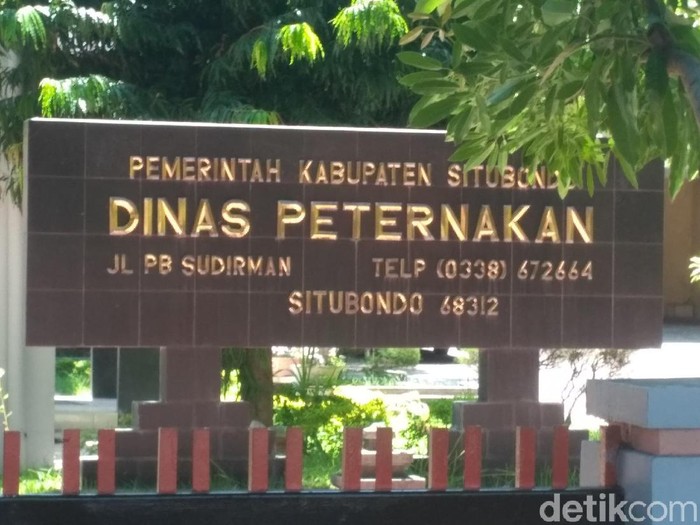 PEMERINTAH KABUPATEN SITUBONDO
DINAS PETERNAKAN
JL PB SUDIRMAN TELP (0338) 672664
SITUBONDO 68312
detikcom